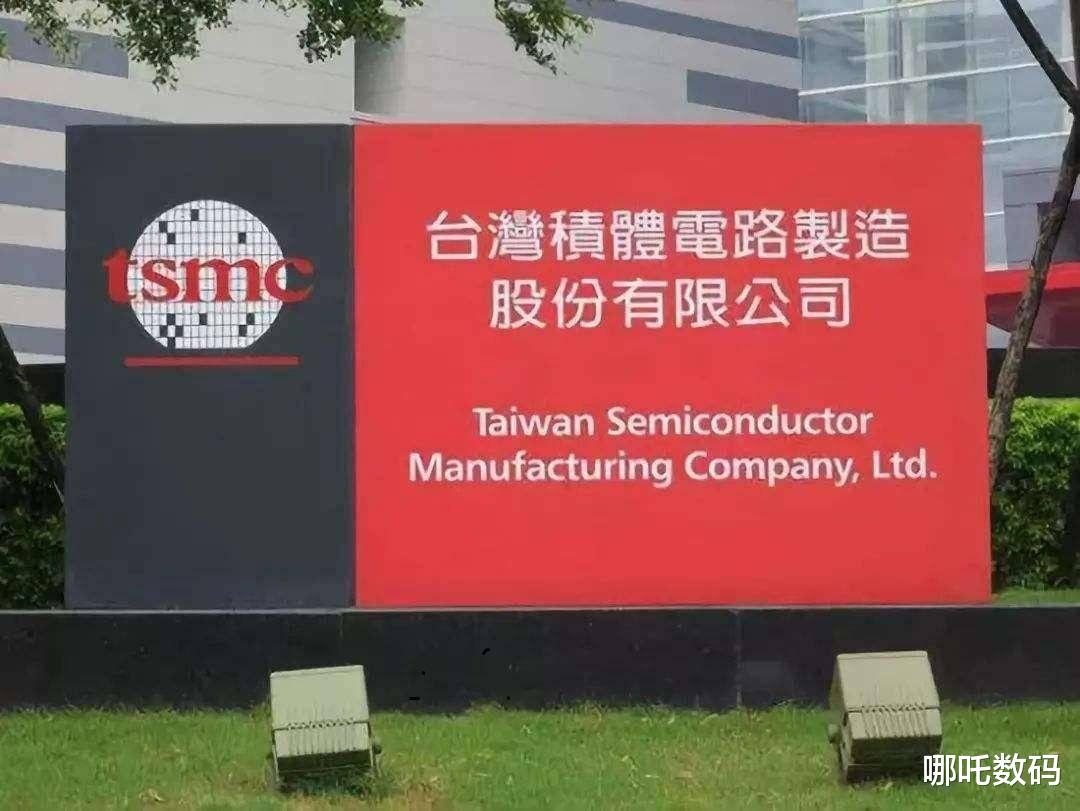 tsmc
台灣積體電路製造
股份有限公司
Taiwan Semiconductor
Manufacturing Company, Ltd.
哪吒数码